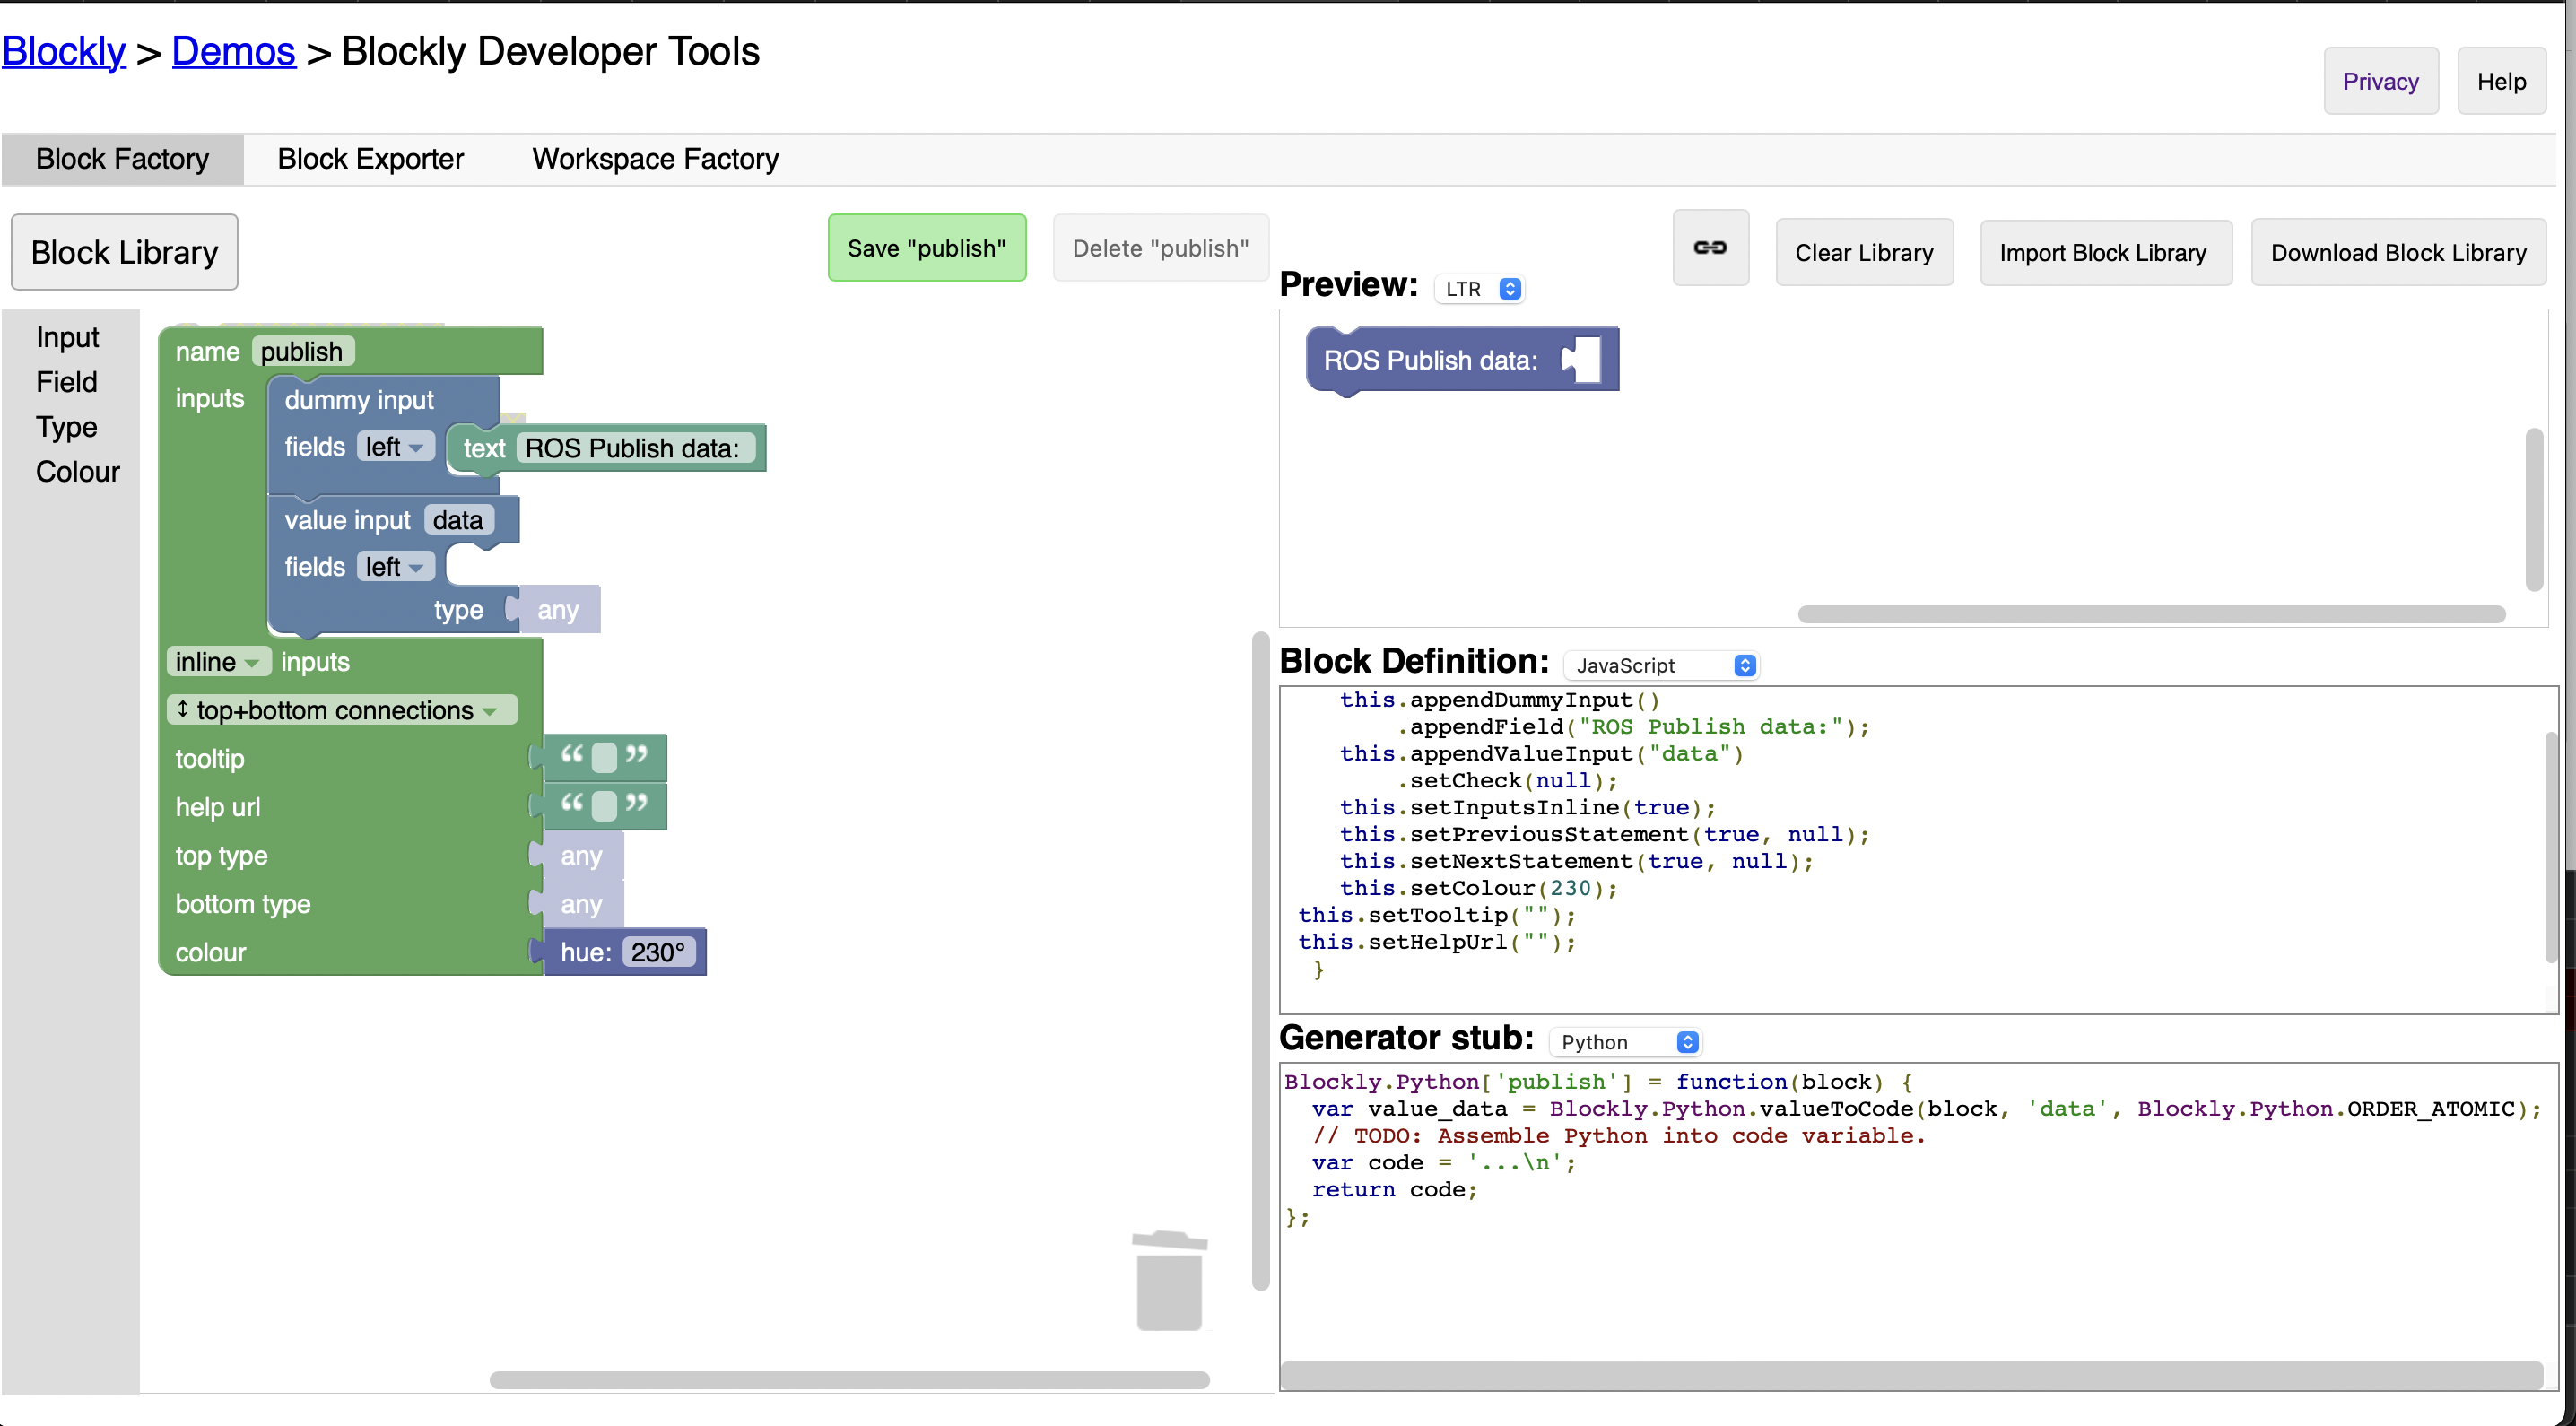 Blockly > Demos > Blockly Developer Tools
Privacy
Help
Block Factory
Block Exporter
Workspace Factory
Block Library
Save "publish"
Delete "publish"
Clear Library
Import Block Library
Download Block Library
Input
Field
Type
Colour
name publish
inputs
dummy input
fields left
text ROS Publish data:
value input data
fields left
type any
inline inputs
↕ top+bottom connections
tooltip “ ”
help url “ ”
top type any
bottom type any
colour hue: 230°
Preview: LTR
ROS Publish data:
Block Definition: JavaScript
this.appendDummyInput()
.appendField("ROS Publish data:");
this.appendValueInput("data")
.setCheck(null);
this.setInputsInline(true);
this.setPreviousStatement(true, null);
this.setNextStatement(true, null);
this.setColour(230);
this.setTooltip("");
this.setHelpUrl("");
}
Generator stub: Python
Blockly.Python['publish'] = function(block) {
var value_data = Blockly.Python.valueToCode(block, 'data', Blockly.Python.ORDER_ATOMIC);
// TODO: Assemble Python into code variable.
var code = '...\n';
return code;
};